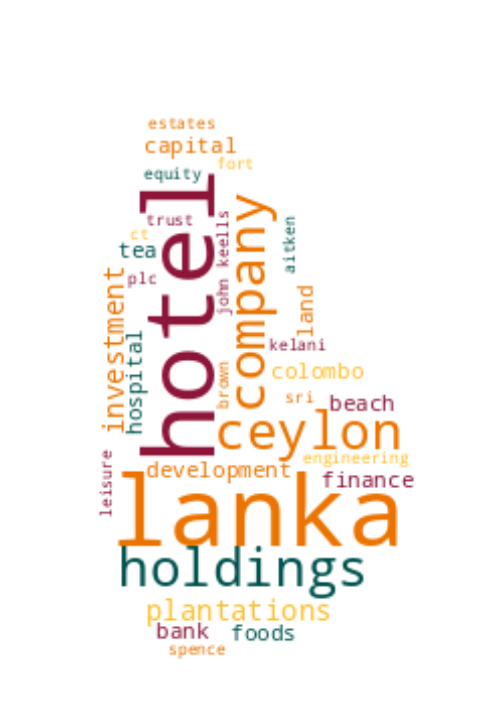 estates
capital
fort
equity
hotel
trust
john keells
company
aitken
ct
tea
plc
investment
hospital
land
kelani
brown
colombo
sri
beach
ceylon
engineering
leisure
development
finance
lanka
holdings
plantations
bank
foods
spence